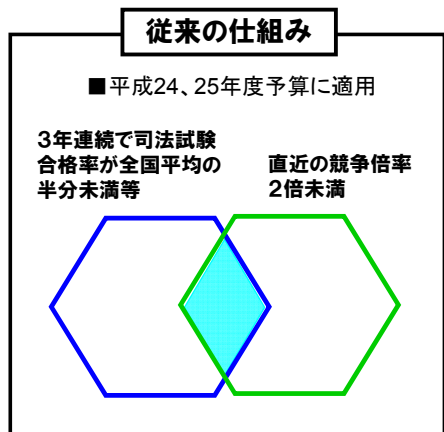 従来の仕組み
■平成24、25年度予算に適用
3年連続で司法試験
合格率が全国平均の
半分未満等
直近の競争倍率
2倍未満